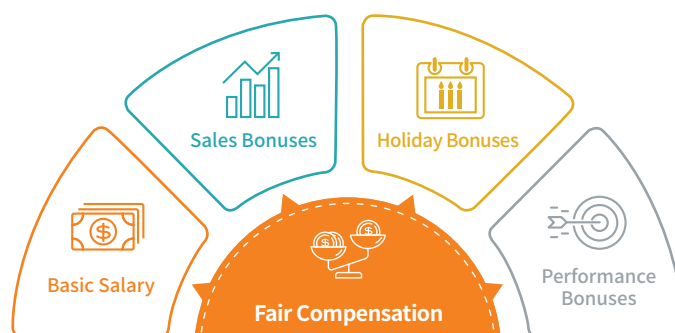 Sales Bonuses
Holiday Bonuses
Basic Salary
Performance
Bonuses
Fair Compensation